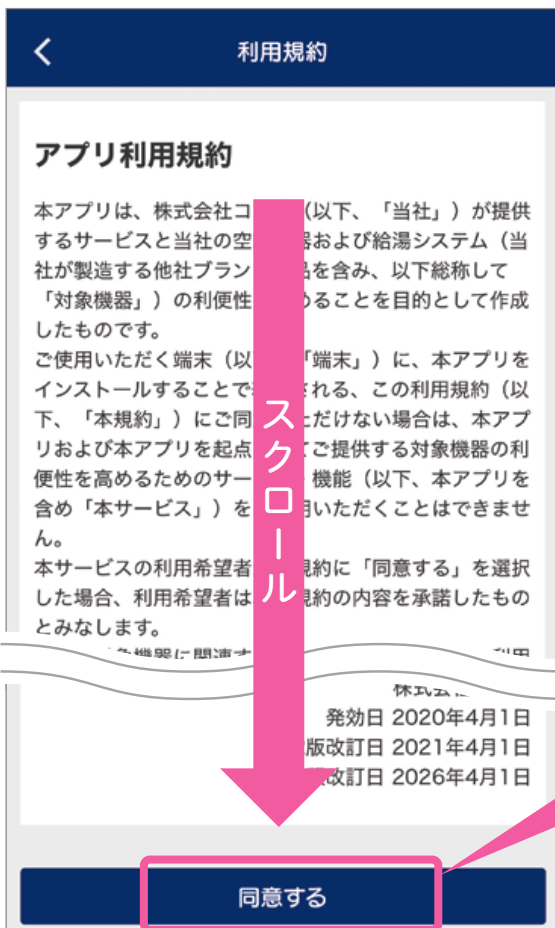 利用規約
アプリ利用規約
本アプリは、株式会社コ (以下、「当社」）が提供
するサービスと当社の空 器および給湯システム（当
社が製造する他社ブラン 品を含み、以下総称して
「対象機器」）の利便性 めることを目的として作成
したものです。
ご使用いただく端末（以 「端末」）に、本アプリを
インストールすることで される、この利用規約（以
下、「本規約」）にご同 ただけない場合は、本アプ
リおよび本アプリを起点 てご提供する対象機器の利
便性を高めるためのサー 機能（以下、本アプリを
含め「本サービス」）を 用いただくことはできませ
ん。
本サービスの利用希望者 規約に「同意する」を選択
した場合、利用希望者は 規約の内容を承諾したもの
とみなします。
スクロール
機器に関連す 利用
株式会社
発効日 2020年4月1日
版改訂日 2021年4月1日
改訂日 2026年4月1日
同意する